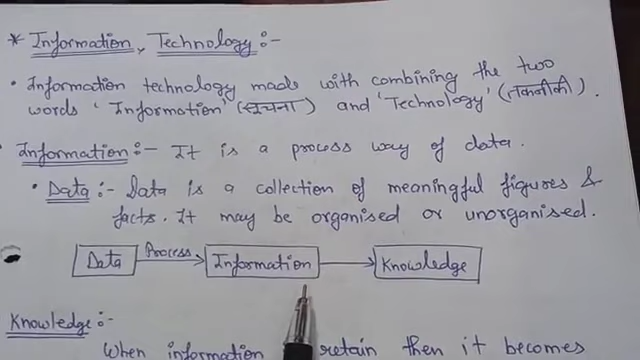 * Information, Technology :-
• Information technology made with combining the two
words 'Information' (सूचना) and 'Technology' (तकनीकी).
Information :- It is a process way of data.
• Data :- Data is a collection of meaningful figures &
facts. It may be organised or unorganised.
Data Process Information Knowledge
Knowledge :-
When information retain then it becomes